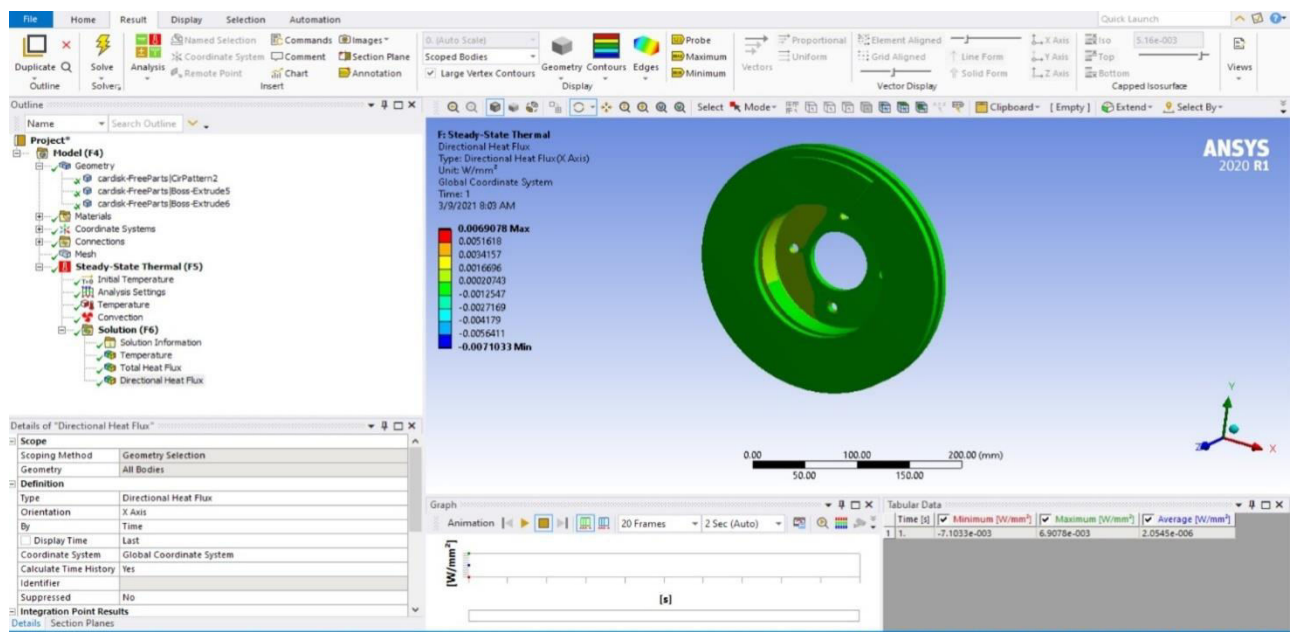 File Home Result Display Selection Automation Quick Launch
Duplicate Q
Outline
Solve
Solver
Analysis
Named Selection
Coordinate System
Remote Point
Commands
Comment
Chart
Images
Section Plane
Annotation
Insert
0. (Auto Scale)
Scoped Bodies
Large Vertex Contours
Geometry Contours Edges
Probe
Maximum
Minimum
Display
Vectors
Proportional
Uniform
Element Aligned
Grid Aligned
Line Form
Solid Form
X Axis
Y Axis
Z Axis
Vector Display
Iso 5.16e-003
Top
Bottom
Capped Isosurface
Views
Outline
Name Search Outline
Project*
Model (F4)
Geometry
cardisk-FreeParts|CirPattern2
cardisk-FreeParts|Boss-Extrude5
cardisk-FreeParts|Boss-Extrude6
Materials
Coordinate Systems
Connections
Mesh
Steady-State Thermal (F5)
Initial Temperature
Analysis Settings
Temperature
Convection
Solution (F6)
Solution Information
Temperature
Total Heat Flux
Directional Heat Flux
Details of "Directional Heat Flux"
Scope
Scoping Method Geometry Selection
Geometry All Bodies
Definition
Type Directional Heat Flux
Orientation X Axis
By Time
Display Time Last
Coordinate System Global Coordinate System
Calculate Time History Yes
Identifier
Suppressed No
Integration Point Results
Details Section Planes
Select Mode Clipboard [Empty] Extend Select By
F: Steady-State Thermal
Directional Heat Flux
Type: Directional Heat Flux(X Axis)
Unit: W/mm²
Global Coordinate System
Time: 1
3/9/2021 8:03 AM
0.0069078 Max
0.0051618
0.0034157
0.0016696
0.00020743
-0.0012547
-0.0027169
-0.004179
-0.0056411
-0.0071033 Min
ANSYS
2020 R1
0.00 100.00 200.00 (mm)
50.00 150.00
Y
Z X
Graph
Animation 20 Frames 2 Sec (Auto)
[W/mm²]
[s]
Tabular Data
Time [s] Minimum [W/mm²] Maximum [W/mm²] Average [W/mm²]
1 1. -7.1033e-003 6.9078e-003 2.0545e-006